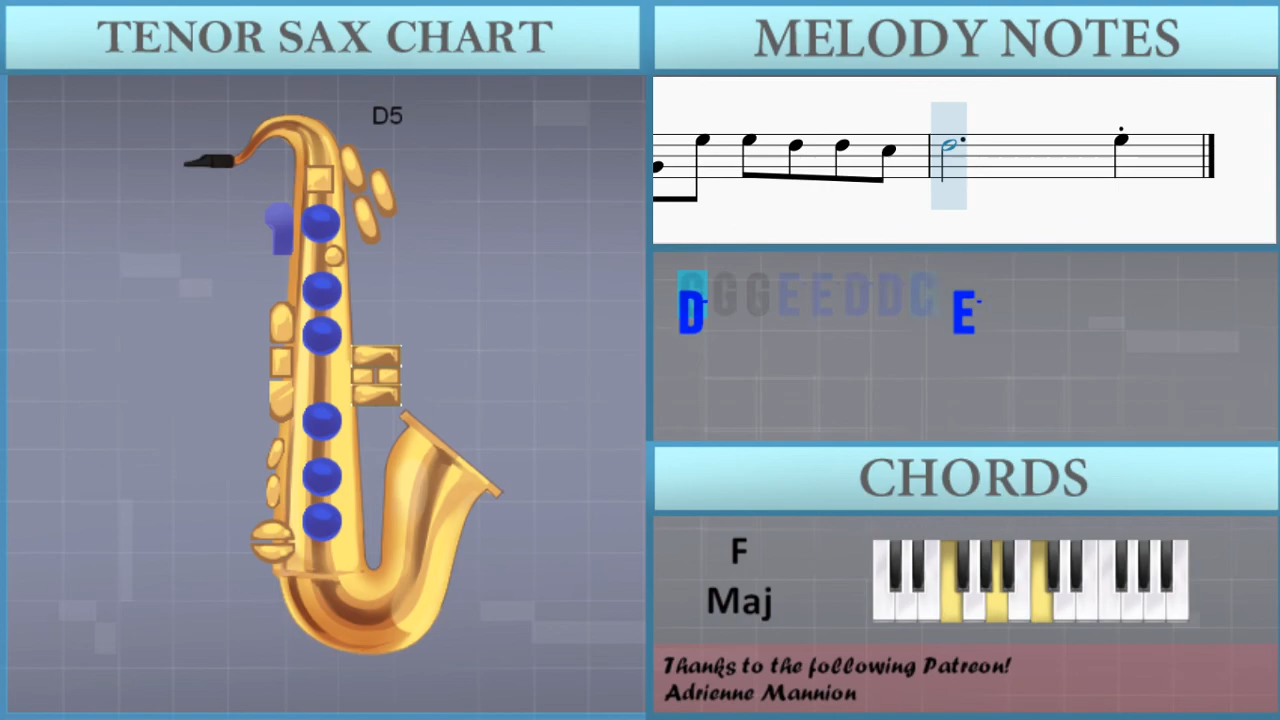 TENOR SAX CHART
MELODY NOTES
D5
G G E E D D C
D- E-
CHORDS
F
Maj
Thanks to the following Patreon!
Adrienne Mannion